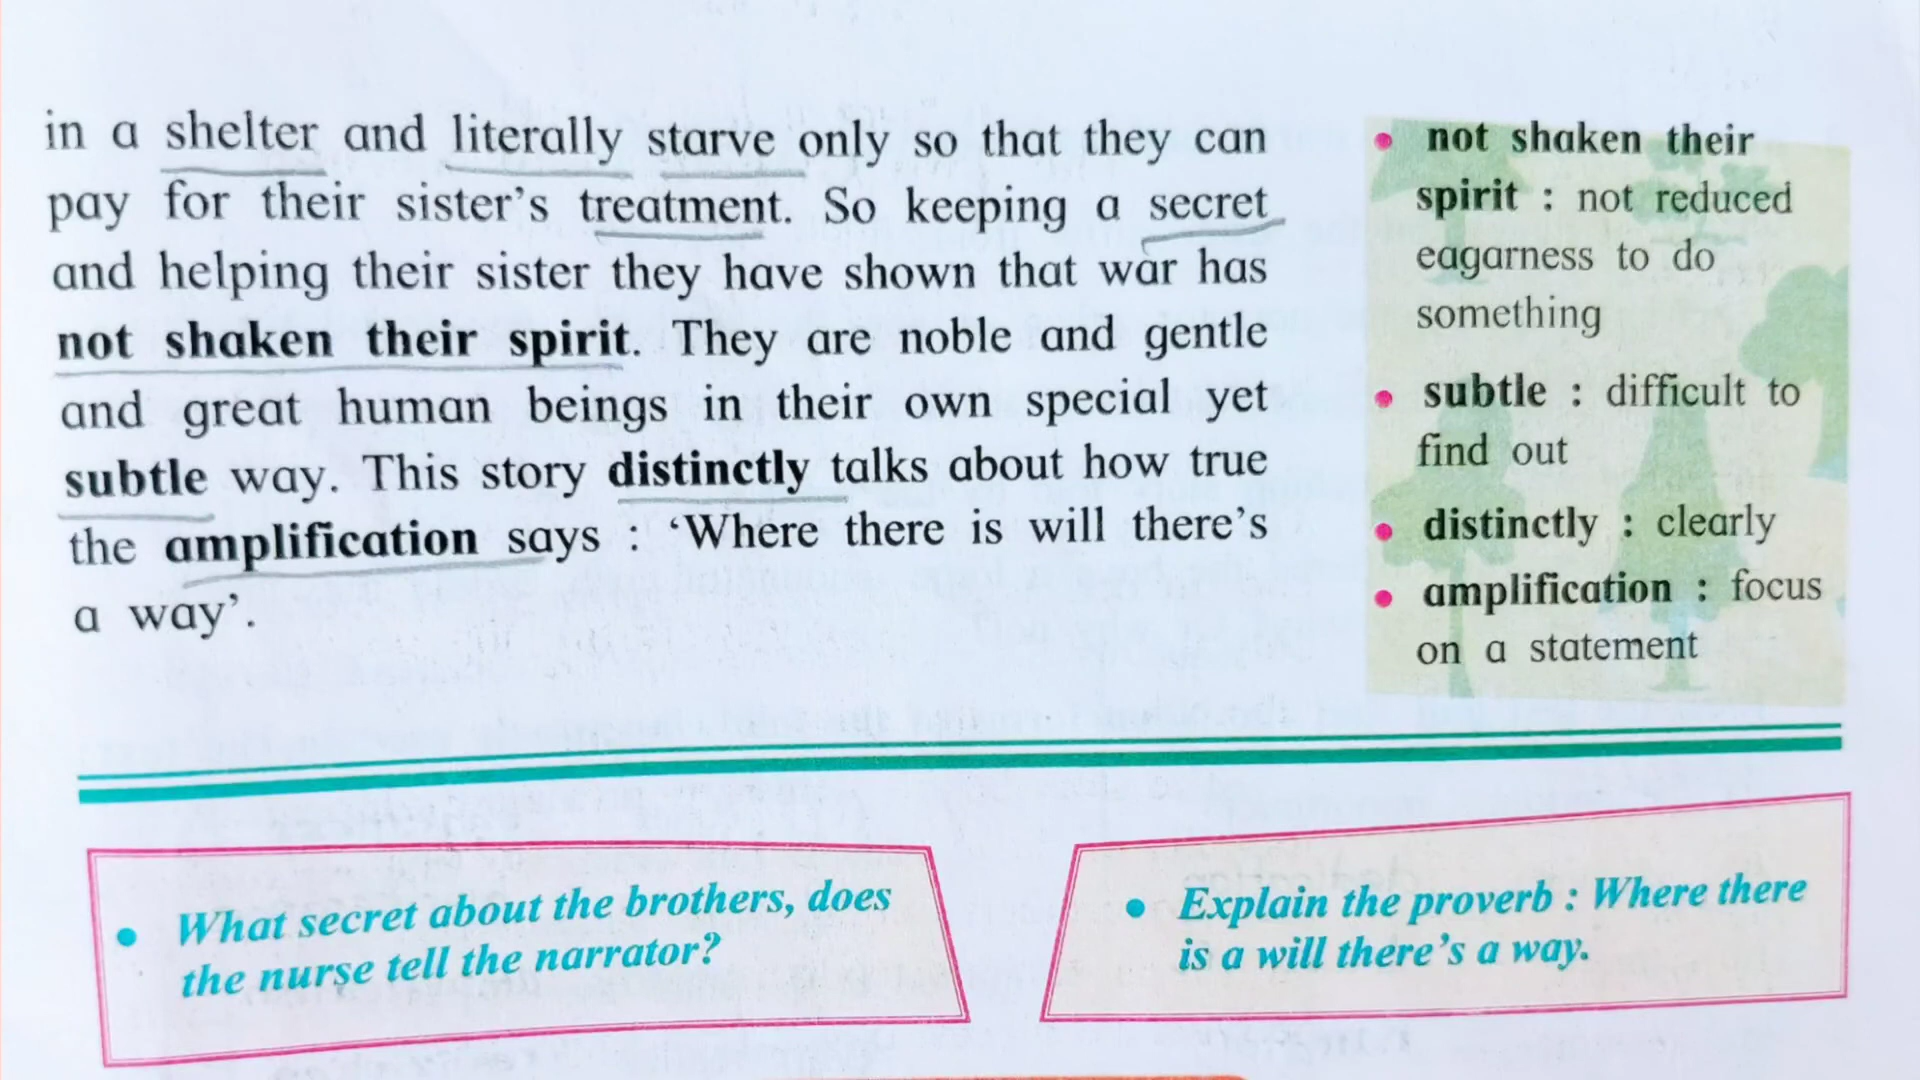 in a shelter and literally starve only so that they can
pay for their sister's treatment. So keeping a secret
and helping their sister they have shown that war has
not shaken their spirit. They are noble and gentle
and great human beings in their own special yet
subtle way. This story distinctly talks about how true
the amplification says : ‘Where there is will there's
a way’.
• not shaken their
spirit : not reduced
eagarness to do
something
• subtle : difficult to
find out
• distinctly : clearly
• amplification : focus
on a statement
• What secret about the brothers, does
the nurse tell the narrator?
• Explain the proverb : Where there
is a will there's a way.